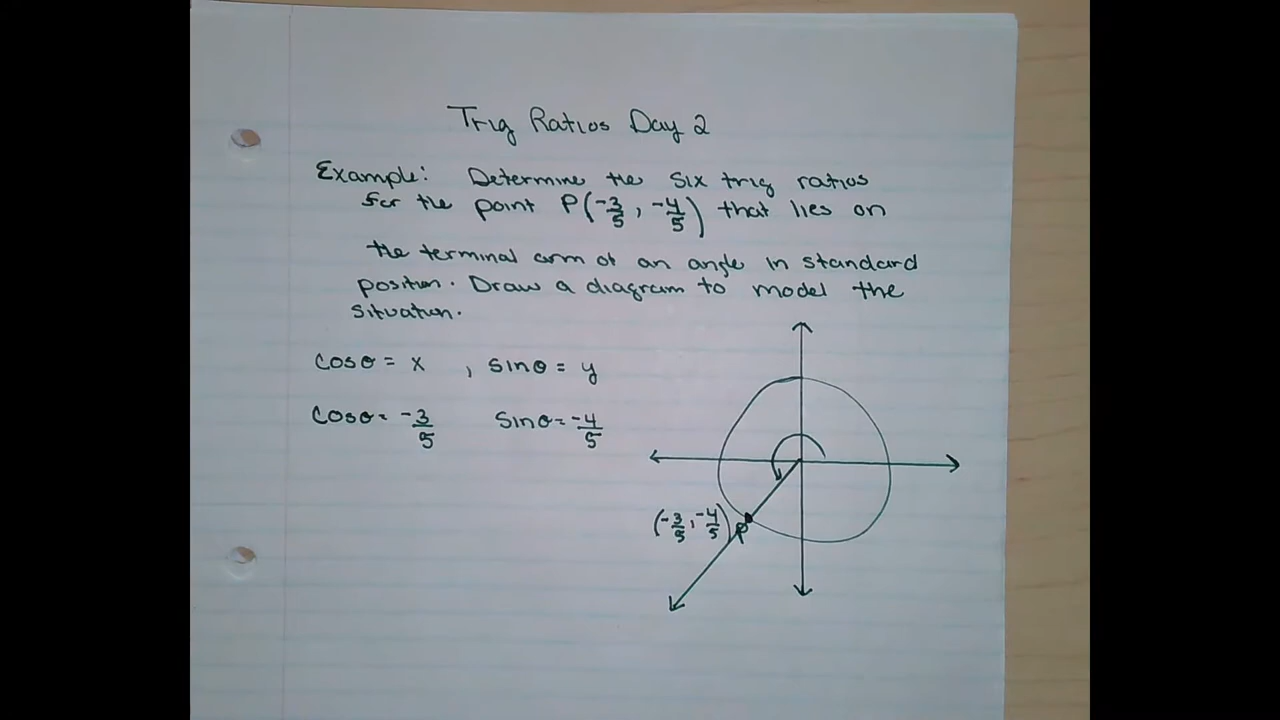 Trig Ratios Day 2
Example: Determine the six trig ratios
for the point P(-3/5, -4/5) that lies on
the terminal arm of an angle in standard
position. Draw a diagram to model the
situation.
cosθ = x , sinθ = y
cosθ = -3/5 sinθ = -4/5
(-3/5, -4/5) P